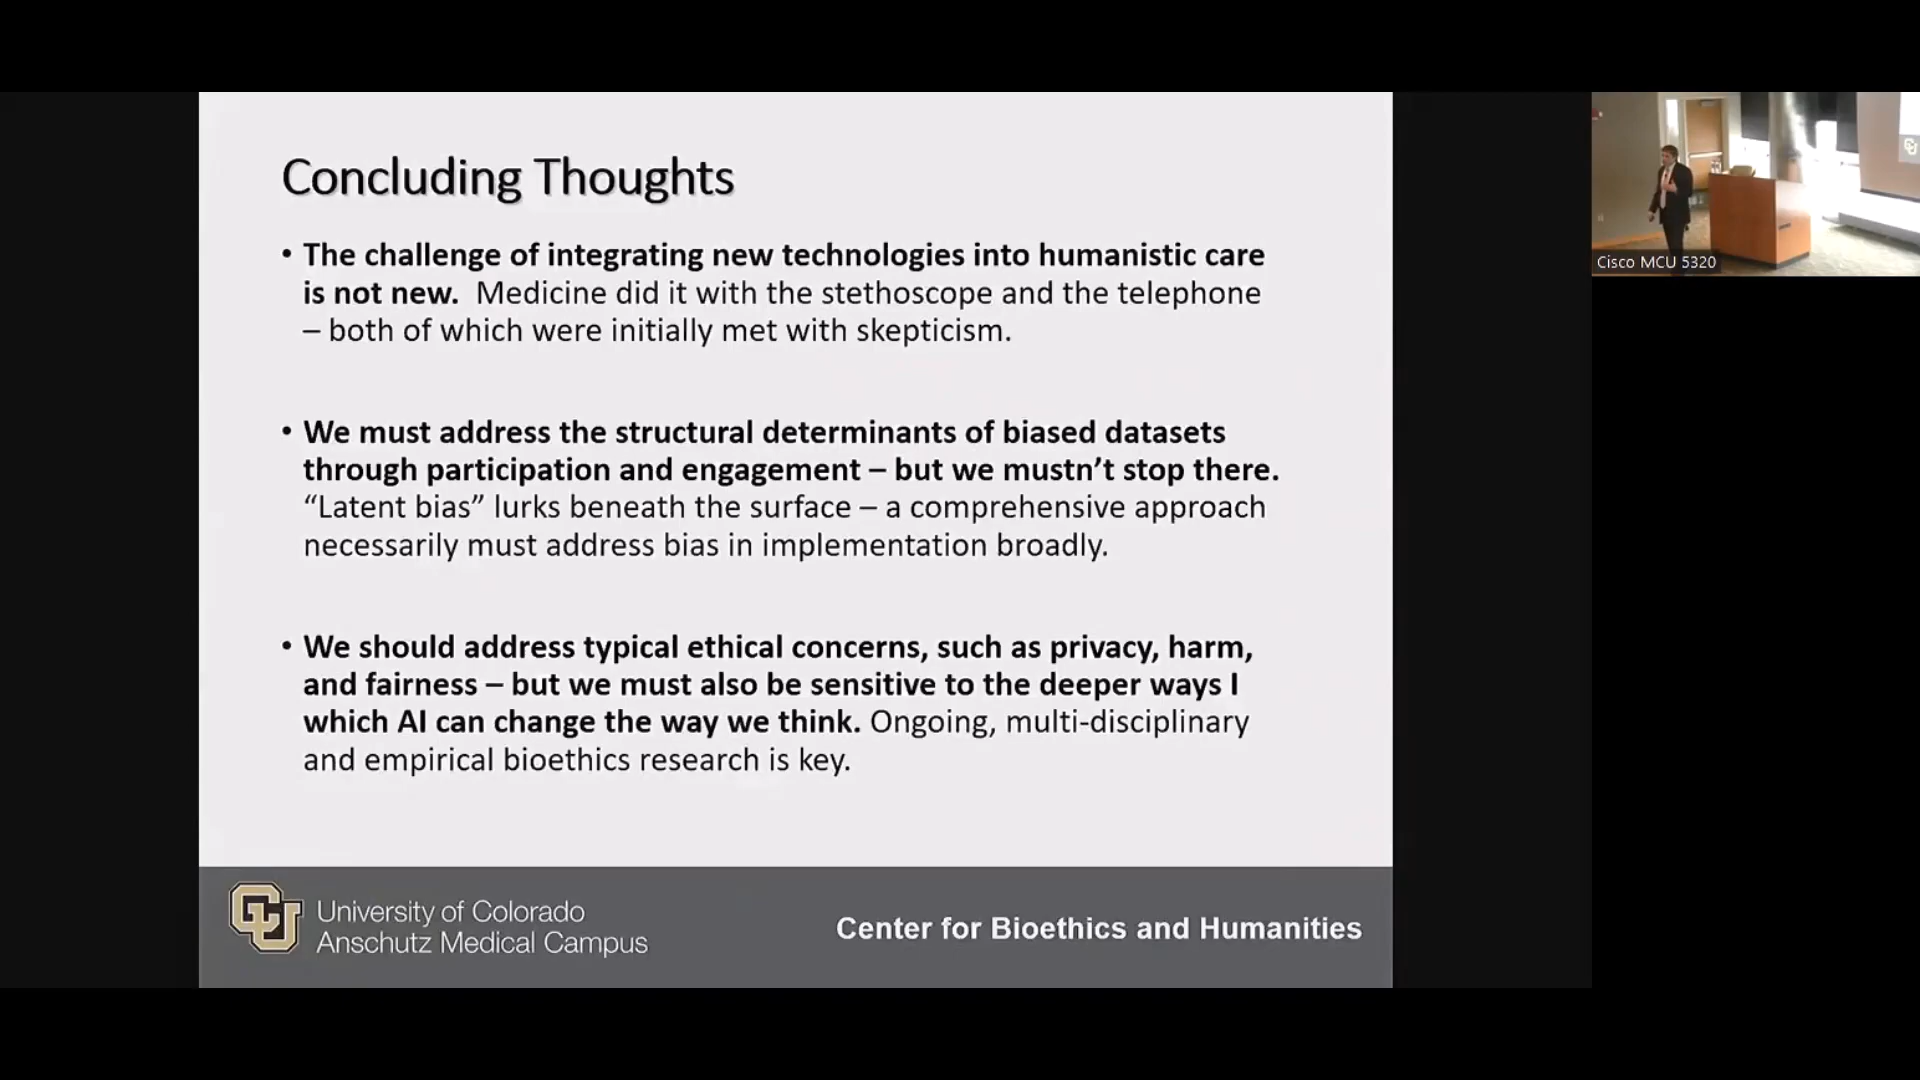 Concluding Thoughts
• The challenge of integrating new technologies into humanistic care
is not new. Medicine did it with the stethoscope and the telephone
– both of which were initially met with skepticism.
• We must address the structural determinants of biased datasets
through participation and engagement – but we mustn’t stop there.
“Latent bias” lurks beneath the surface – a comprehensive approach
necessarily must address bias in implementation broadly.
• We should address typical ethical concerns, such as privacy, harm,
and fairness – but we must also be sensitive to the deeper ways I
which AI can change the way we think. Ongoing, multi-disciplinary
and empirical bioethics research is key.
CU
University of Colorado
Anschutz Medical Campus
Center for Bioethics and Humanities
Cisco MCU 5320